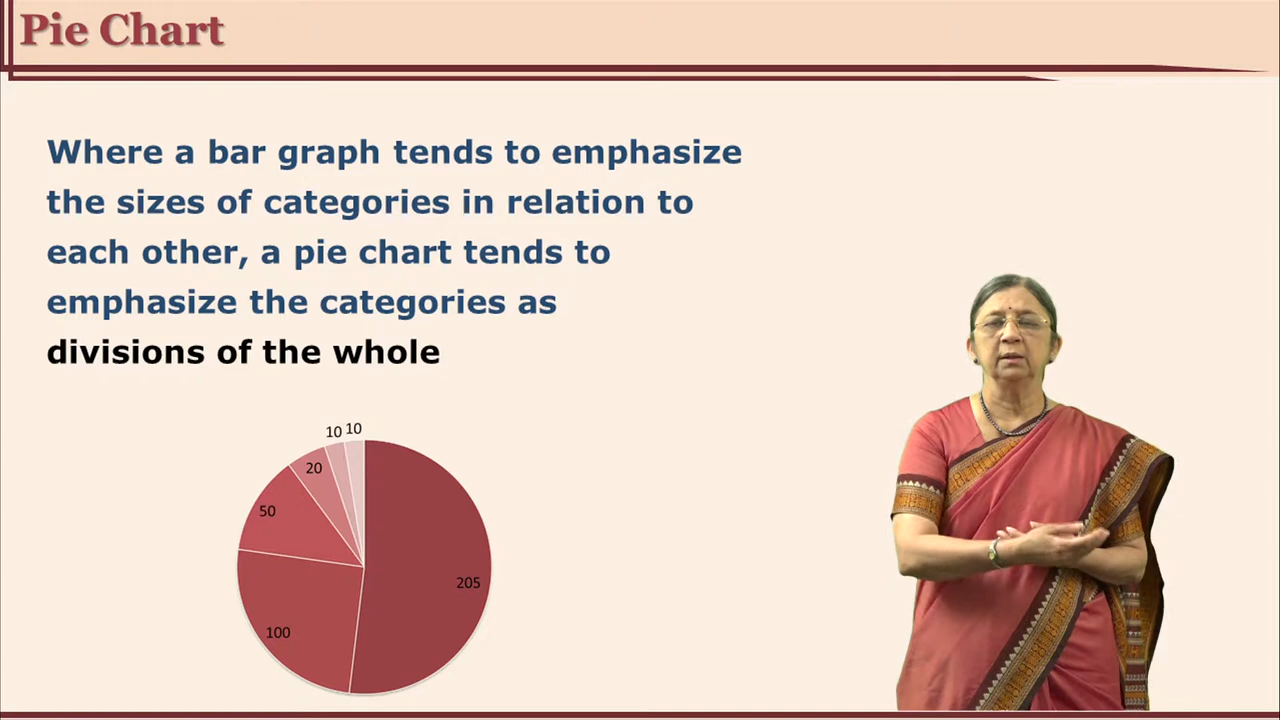 Pie Chart
Where a bar graph tends to emphasize
the sizes of categories in relation to
each other, a pie chart tends to
emphasize the categories as
divisions of the whole
10 10
20
50
205
100